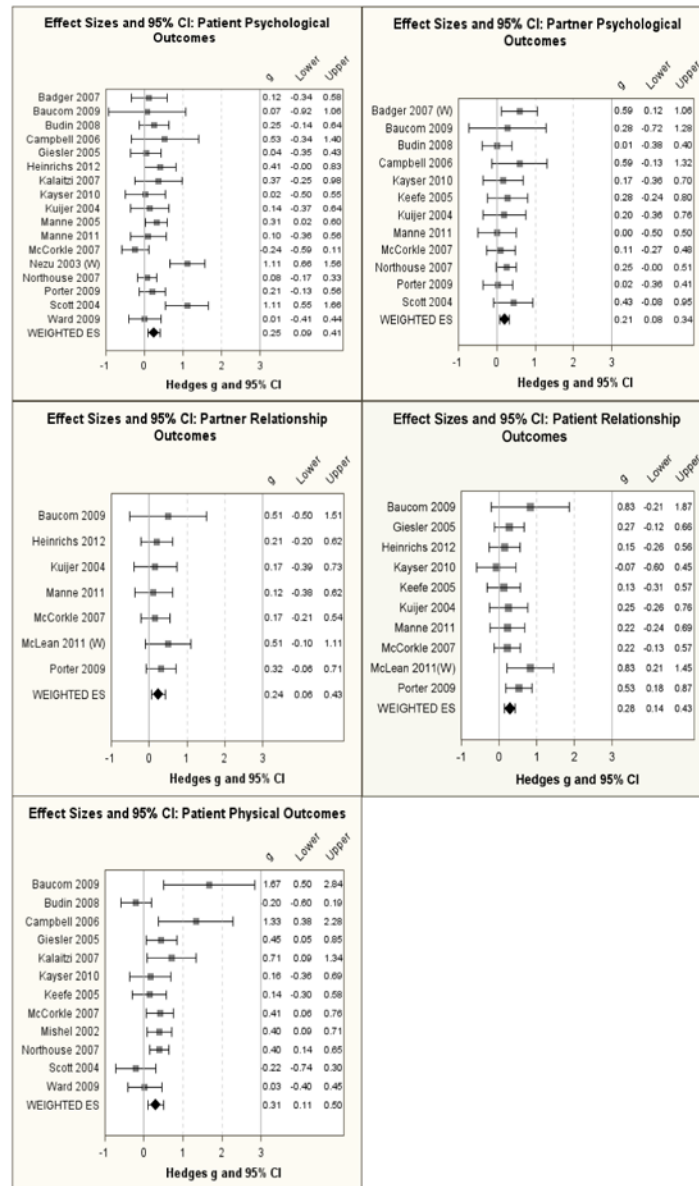 Effect Sizes and 95% CI: Patient Psychological
Outcomes
g Lower Upper
Badger 2007 0.12 -0.34 0.58
Baucom 2009 0.07 -0.92 1.06
Budin 2008 0.25 -0.14 0.64
Campbell 2006 0.53 -0.34 1.40
Giesler 2005 0.04 -0.35 0.43
Heinrichs 2012 0.41 -0.00 0.83
Kalaitzi 2007 0.37 -0.25 0.98
Kayser 2010 0.02 -0.50 0.55
Kuijer 2004 0.14 -0.37 0.64
Manne 2005 0.31 0.02 0.60
Manne 2011 0.10 -0.36 0.56
McCorkle 2007 -0.24 -0.59 0.11
Nezu 2003 (W) 1.11 0.66 1.56
Northouse 2007 0.08 -0.17 0.33
Porter 2009 0.21 -0.13 0.56
Scott 2004 1.11 0.55 1.66
Ward 2009 0.01 -0.41 0.44
WEIGHTED ES 0.25 0.09 0.41
-1 0 1 2 3
Hedges g and 95% CI
Effect Sizes and 95% CI: Partner Psychological
Outcomes
g Lower Upper
Badger 2007 (W) 0.59 0.12 1.06
Baucom 2009 0.28 -0.72 1.28
Budin 2008 0.01 -0.38 0.40
Campbell 2006 0.59 -0.13 1.32
Kayser 2010 0.17 -0.36 0.70
Keefe 2005 0.28 -0.24 0.80
Kuijer 2004 0.20 -0.36 0.76
Manne 2011 0.00 -0.50 0.50
McCorkle 2007 0.11 -0.27 0.48
Northouse 2007 0.25 -0.00 0.51
Porter 2009 0.02 -0.36 0.41
Scott 2004 0.43 -0.08 0.95
WEIGHTED ES 0.21 0.08 0.34
-1 0 1 2 3
Hedges g and 95% CI
Effect Sizes and 95% CI: Partner Relationship
Outcomes
g Lower Upper
Baucom 2009 0.51 -0.50 1.51
Heinrichs 2012 0.21 -0.20 0.62
Kuijer 2004 0.17 -0.39 0.73
Manne 2011 0.12 -0.38 0.62
McCorkle 2007 0.17 -0.21 0.54
McLean 2011 (W) 0.51 -0.10 1.11
Porter 2009 0.32 -0.06 0.71
WEIGHTED ES 0.24 0.06 0.43
-1 0 1 2 3
Hedges g and 95% CI
Effect Sizes and 95% CI: Patient Relationship
Outcomes
g Lower Upper
Baucom 2009 0.83 -0.21 1.87
Giesler 2005 0.27 -0.12 0.66
Heinrichs 2012 0.15 -0.26 0.56
Kayser 2010 -0.07 -0.60 0.45
Keefe 2005 0.13 -0.31 0.57
Kuijer 2004 0.25 -0.26 0.76
Manne 2011 0.22 -0.24 0.69
McCorkle 2007 0.22 -0.13 0.57
McLean 2011(W) 0.83 0.21 1.45
Porter 2009 0.53 0.18 0.87
WEIGHTED ES 0.28 0.14 0.43
-1 0 1 2 3
Hedges g and 95% CI
Effect Sizes and 95% CI: Patient Physical Outcomes
g Lower Upper
Baucom 2009 1.67 0.50 2.84
Budin 2008 0.20 -0.60 0.19
Campbell 2006 1.33 0.38 2.28
Giesler 2005 0.45 0.05 0.85
Kalaitzi 2007 0.71 0.09 1.34
Kayser 2010 0.16 -0.36 0.69
Keefe 2005 0.14 -0.30 0.58
McCorkle 2007 0.41 0.06 0.76
Mishel 2002 0.40 0.09 0.71
Northouse 2007 0.40 0.14 0.65
Scott 2004 -0.22 -0.74 0.30
Ward 2009 0.03 -0.40 0.45
WEIGHTED ES 0.31 0.11 0.50
-1 0 1 2 3
Hedges g and 95% CI